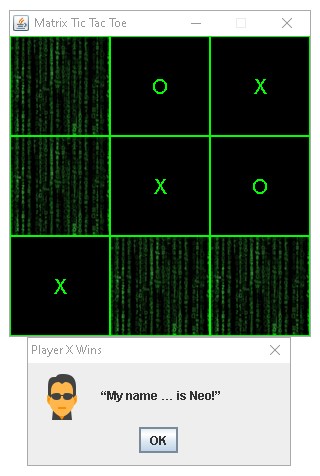 Matrix Tic Tac Toe
O X
X O
X
Player X Wins
“My name ... is Neo!”
OK